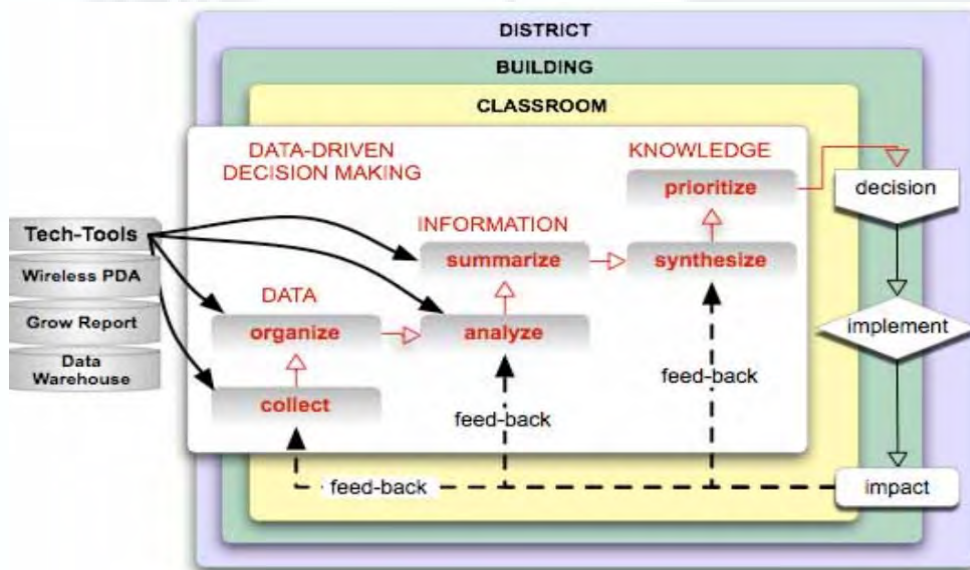 DISTRICT
BUILDING
CLASSROOM
DATA-DRIVEN
DECISION MAKING
KNOWLEDGE
prioritize
decision
Tech-Tools
INFORMATION
summarize
synthesize
Wireless PDA
DATA
Grow Report
organize
analyze
implement
Data
Warehouse
collect
feed-back
feed-back
feed-back
impact